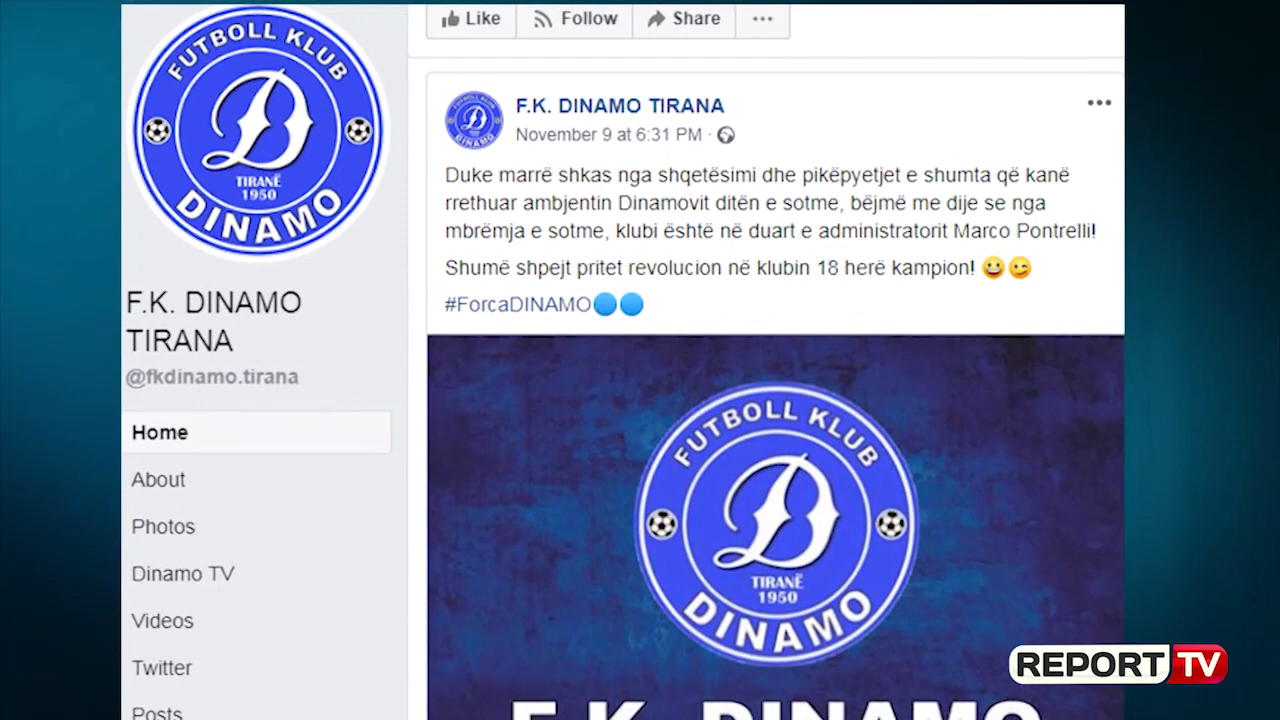 FUTBOLL KLUB
D
TIRANË
1950
DINAMO
F.K. DINAMO
TIRANA
@fkdinamo.tirana
Home
About
Photos
Dinamo TV
Videos
Twitter
Posts
Like Follow Share
F.K. DINAMO TIRANA
November 9 at 6:31 PM ·
Duke marrë shkas nga shqetësimi dhe pikëpyetjet e shumta që kanë
rrethuar ambjentin Dinamovit ditën e sotme, bëjmë me dije se nga
mbrëmja e sotme, klubi është në duart e administratorit Marco Pontrelli!
Shumë shpejt pritet revolucion në klubin 18 herë kampion! 😀😉
#ForcaDINAMO🔵🔵
FUTBOLL KLUB
D
TIRANË
1950
DINAMO
F.K. DINAMO
REPORT TV